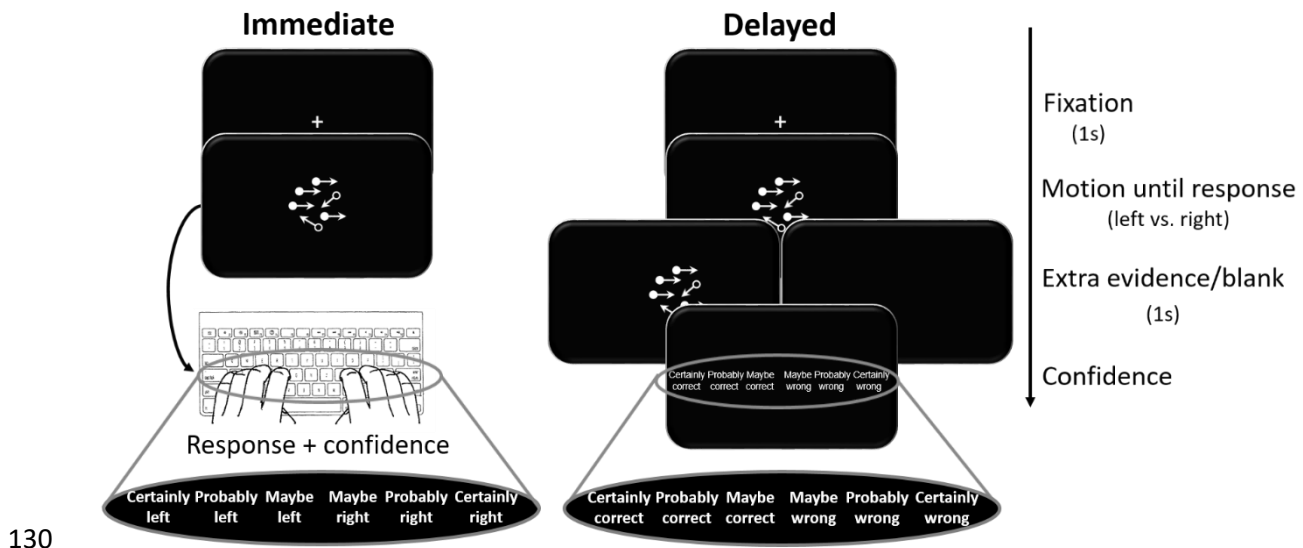 Immediate
Delayed
+
+
Fixation
(1s)
Motion until response
(left vs. right)
Extra evidence/blank
(1s)
Certainly Probably Maybe Maybe Probably Certainly
correct correct correct wrong wrong wrong
Confidence
Response + confidence
Certainly Probably Maybe Maybe Probably Certainly
left left left right right right
Certainly Probably Maybe Maybe Probably Certainly
correct correct correct wrong wrong wrong
130